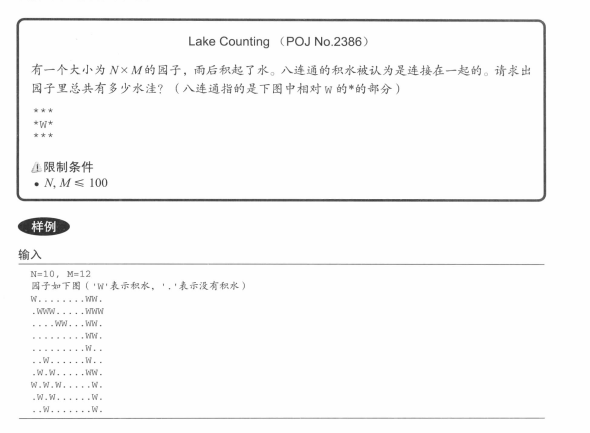 Lake Counting （POJ No.2386）
有一个大小为 N×M 的园子，雨后积起了水。八连通的积水被认为是连接在一起的。请求出
园子里总共有多少水洼？（八连通指的是下图中相对 W 的*的部分）
***
*W*
***
限制条件
• N, M ≤ 100
样例
输入
N=10, M=12
园子如下图（'W'表示积水，'.'表示没有积水）
W........WW.
.WWW.....WWW
....WW...WW.
.........WW.
.........W..
..W......W..
.W.W.....WW.
W.W.W.....W.
.W.W......W.
..W.......W.